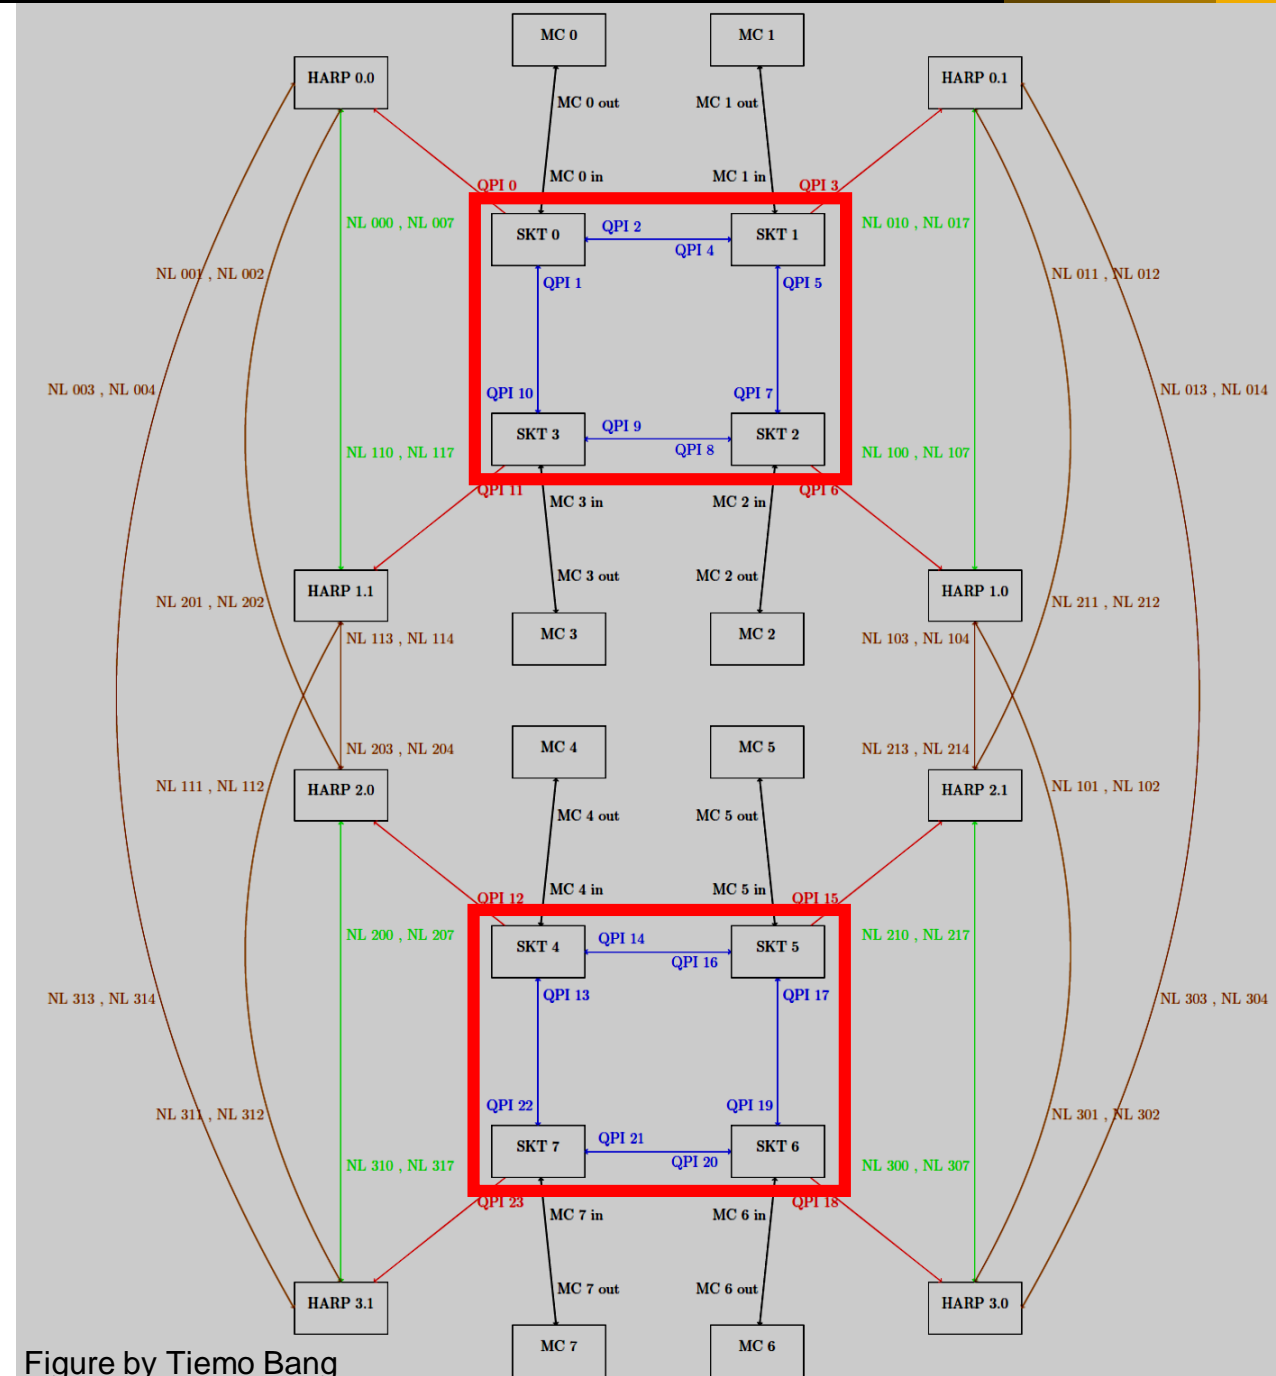 MC 0
MC 1
HARP 0.0
HARP 0.1
MC 0 out
MC 1 out
MC 0 in
MC 1 in
QPI 0
QPI 3
NL 000 , NL 007
SKT 0
QPI 2
QPI 4
SKT 1
NL 010 , NL 017
NL 001 , NL 002
QPI 1
QPI 5
NL 011 , NL 012
NL 003 , NL 004
QPI 10
QPI 7
NL 013 , NL 014
NL 110 , NL 117
SKT 3
QPI 9
QPI 8
SKT 2
NL 100 , NL 107
QPI 11
QPI 6
MC 3 in
MC 2 in
MC 3 out
MC 2 out
HARP 1.1
HARP 1.0
NL 201 , NL 202
NL 211 , NL 212
NL 113 , NL 114
MC 3
MC 2
NL 103 , NL 104
NL 203 , NL 204
MC 4
MC 5
NL 213 , NL 214
NL 111 , NL 112
HARP 2.0
HARP 2.1
NL 101 , NL 102
MC 4 out
MC 5 out
MC 4 in
MC 5 in
QPI 12
QPI 15
NL 200 , NL 207
SKT 4
QPI 14
QPI 16
SKT 5
NL 210 , NL 217
NL 313 , NL 314
QPI 13
QPI 17
NL 303 , NL 304
QPI 22
QPI 19
NL 311 , NL 312
NL 301 , NL 302
SKT 7
QPI 21
QPI 20
SKT 6
NL 310 , NL 317
NL 300 , NL 307
QPI 23
QPI 18
MC 7 in
MC 6 in
MC 7 out
MC 6 out
HARP 3.1
HARP 3.0
MC 7
MC 6
Figure by Tiemo Bang